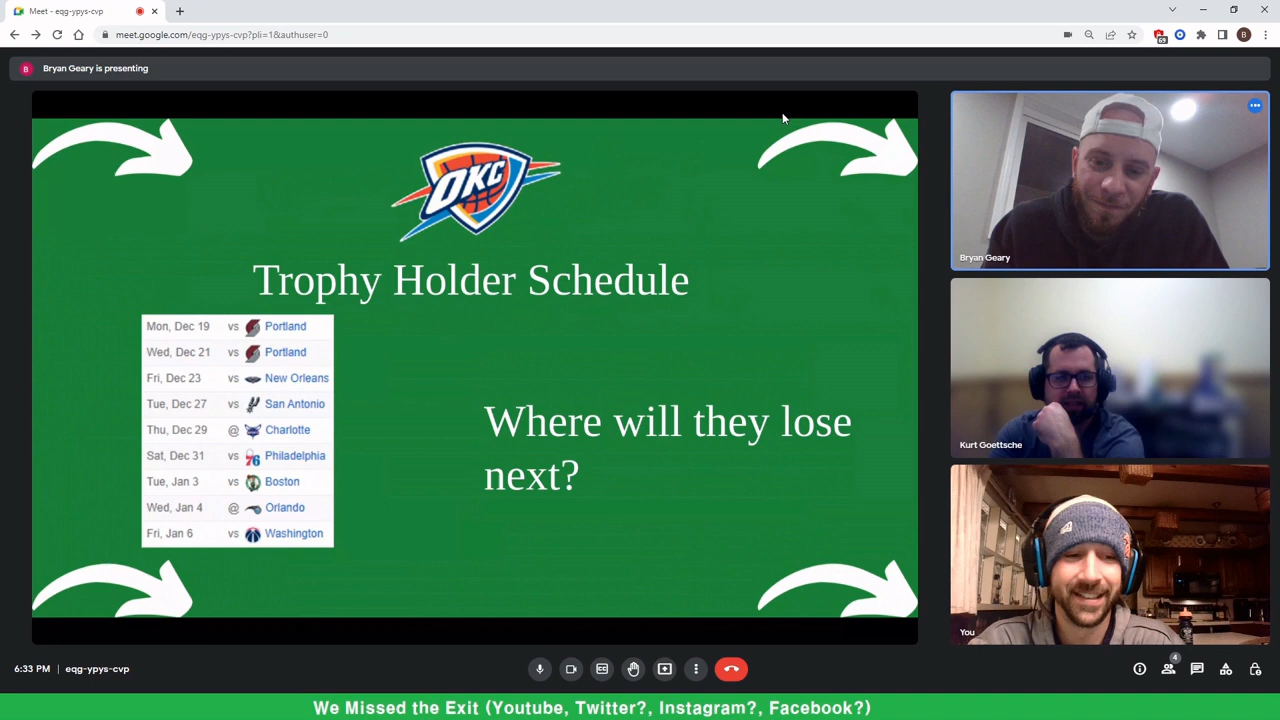 Meet - eqg-ypys-cvp
meet.google.com/eqg-ypys-cvp?pli=1&authuser=0
69
B
B
Bryan Geary is presenting
OKC
Trophy Holder Schedule
Mon, Dec 19 vs Portland
Wed, Dec 21 vs Portland
Fri, Dec 23 vs New Orleans
Tue, Dec 27 vs San Antonio
Thu, Dec 29 @ Charlotte
Sat, Dec 31 vs 76 Philadelphia
Tue, Jan 3 vs Boston
Wed, Jan 4 @ Orlando
Fri, Jan 6 vs Washington
Where will they lose
next?
Bryan Geary
Kurt Goettsche
You
6:33 PM | eqg-ypys-cvp
4
We Missed the Exit (Youtube, Twitter?, Instagram?, Facebook?)